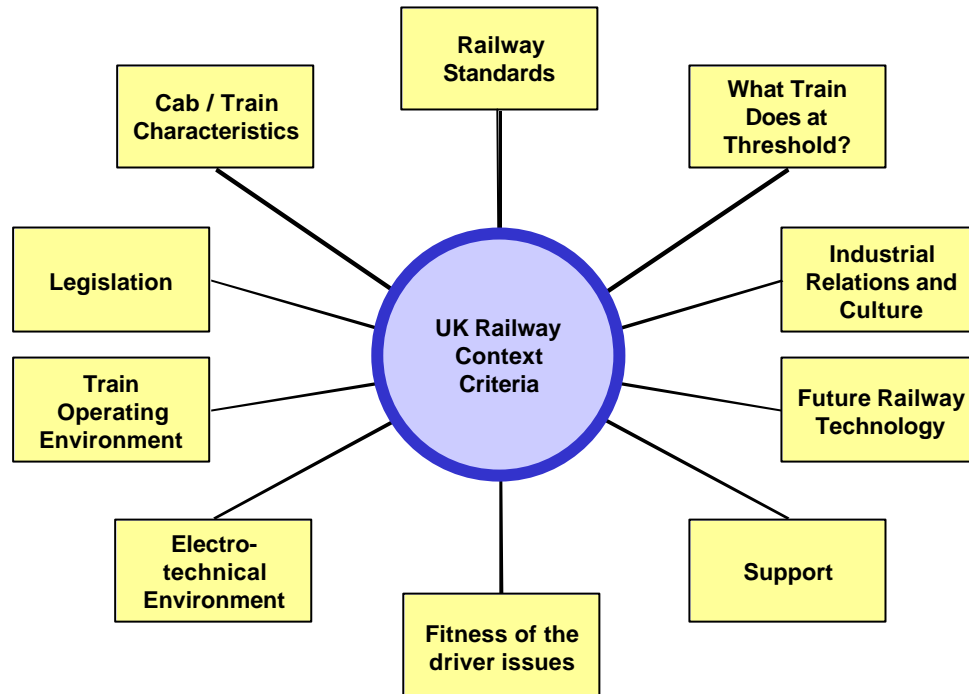 Railway
Standards
Cab / Train
Characteristics
What Train
Does at
Threshold?
Legislation
Industrial
Relations and
Culture
UK Railway
Context
Criteria
Train
Operating
Environment
Future Railway
Technology
Electro-
technical
Environment
Support
Fitness of the
driver issues